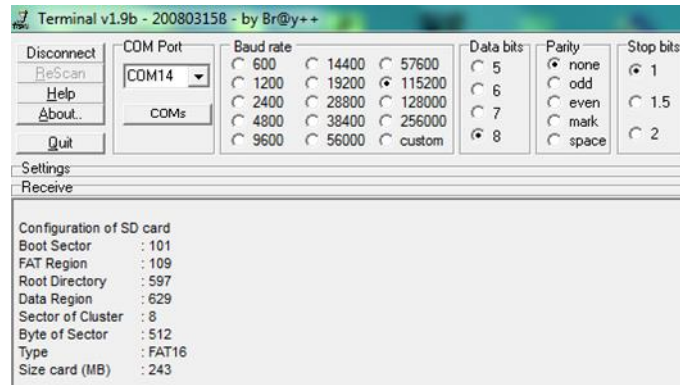 Terminal v1.9b - 20080315ß - by Br@y++
Disconnect
ReScan
Help
About..
Quit
COM Port
COM14
COMs
Baud rate
600 14400 57600
1200 19200 115200
2400 28800 128000
4800 38400 256000
9600 56000 custom
Data bits
5
6
7
8
Parity
none
odd
even
mark
space
Stop bits
1
1.5
2
Settings
Receive
Configuration of SD card
Boot Sector : 101
FAT Region : 109
Root Directory : 597
Data Region : 629
Sector of Cluster : 8
Byte of Sector : 512
Type : FAT16
Size card (MB) : 243